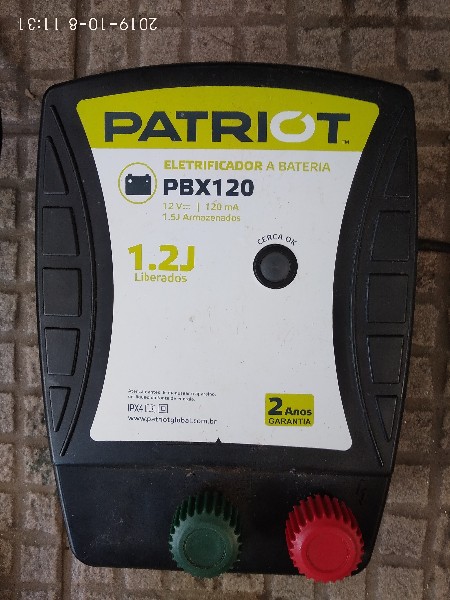 2019-10-8 11:31
PATRIOT™
ELETRIFICADOR A BATERIA
PBX120
12 V⎓ | 120 mA
1.5J Armazenados
CERCA OK
1.2J
Liberados
IPX4
www.patriotglobal.com.br
2 Anos
GARANTIA